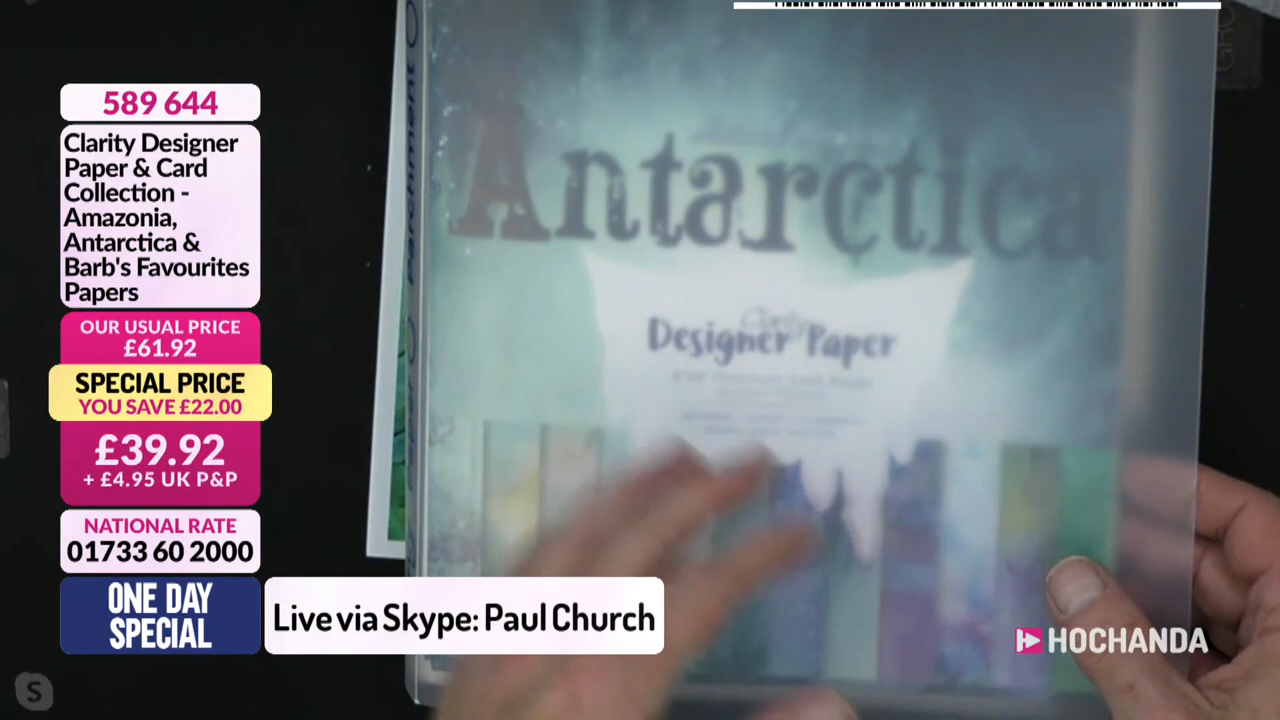 589 644
Clarity Designer
Paper & Card
Collection -
Amazonia,
Antarctica &
Barb's Favourites
Papers
OUR USUAL PRICE
£61.92
SPECIAL PRICE
YOU SAVE £22.00
£39.92
+ £4.95 UK P&P
NATIONAL RATE
01733 60 2000
ONE DAY
SPECIAL
Live via Skype: Paul Church
Parchment
Antarctica
Clarity
Designer Paper
HOCHANDA
S